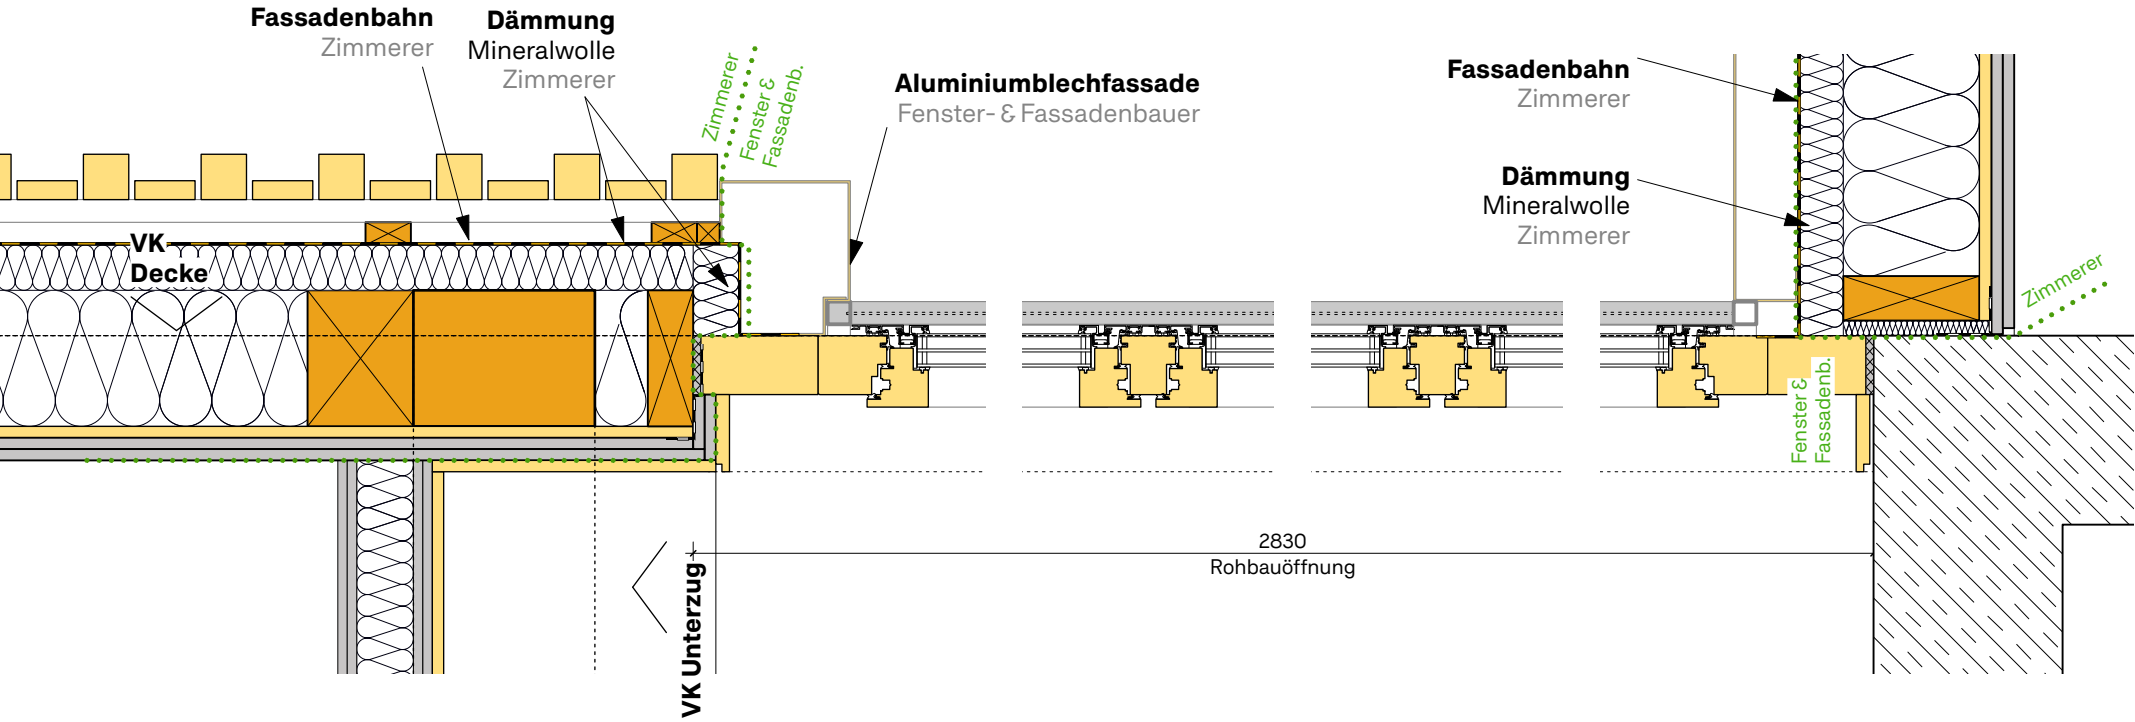 Fassadenbahn
Zimmerer
Dämmung
Mineralwolle
Zimmerer
Zimmerer
Fenster &
Fassadenb.
Aluminiumblechfassade
Fenster- & Fassadenbauer
Fassadenbahn
Zimmerer
Dämmung
Mineralwolle
Zimmerer
VK
Decke
Zimmerer
Fenster &
Fassadenb.
2830
Rohbauöffnung
VK Unterzug